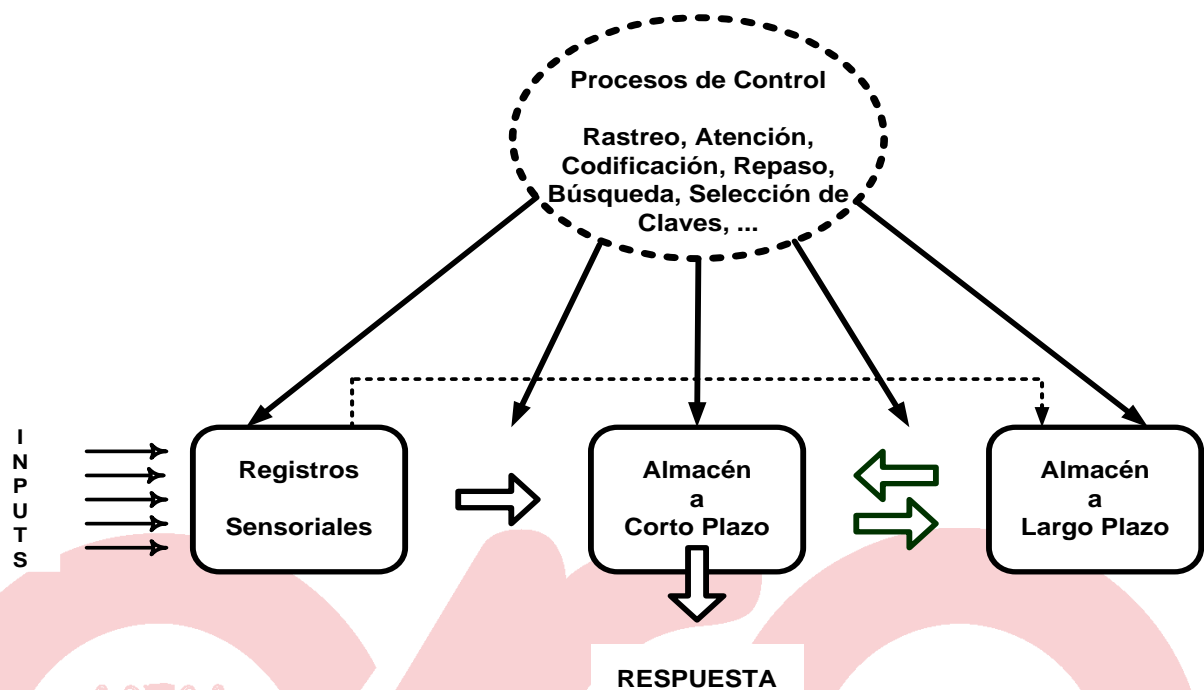 Procesos de Control
Rastreo, Atención,
Codificación, Repaso,
Búsqueda, Selección de
Claves, ...
INPUTS
Registros
Sensoriales
Almacén
a
Corto Plazo
Almacén
a
Largo Plazo
RESPUESTA